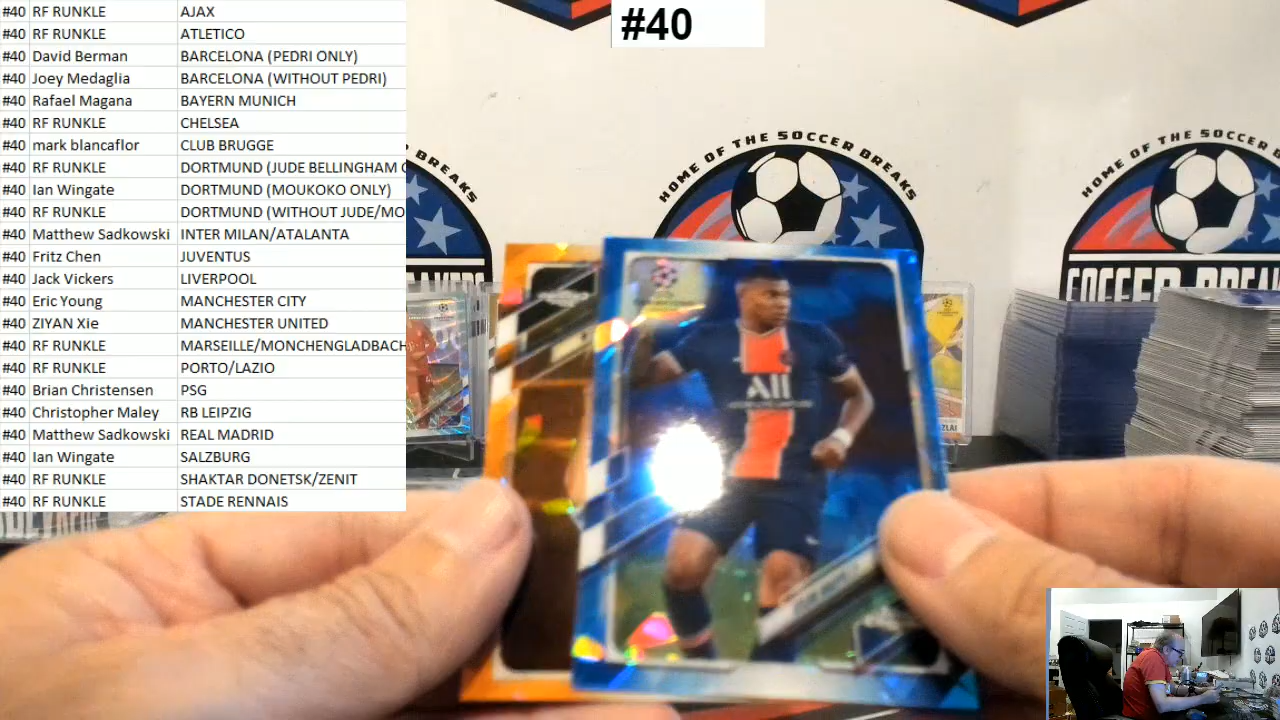 #40 RF RUNKLE AJAX
#40 RF RUNKLE ATLETICO
#40 David Berman BARCELONA (PEDRI ONLY)
#40 Joey Medaglia BARCELONA (WITHOUT PEDRI)
#40 Rafael Magana BAYERN MUNICH
#40 RF RUNKLE CHELSEA
#40 mark blancaflor CLUB BRUGGE
#40 RF RUNKLE DORTMUND (JUDE BELLINGHAM
#40 Ian Wingate DORTMUND (MOUKOKO ONLY)
#40 RF RUNKLE DORTMUND (WITHOUT JUDE/MO
#40 Matthew Sadkowski INTER MILAN/ATALANTA
#40 Fritz Chen JUVENTUS
#40 Jack Vickers LIVERPOOL
#40 Eric Young MANCHESTER CITY
#40 ZIYAN Xie MANCHESTER UNITED
#40 RF RUNKLE MARSEILLE/MONCHENGLADBACH
#40 RF RUNKLE PORTO/LAZIO
#40 Brian Christensen PSG
#40 Christopher Maley RB LEIPZIG
#40 Matthew Sadkowski REAL MADRID
#40 Ian Wingate SALZBURG
#40 RF RUNKLE SHAKTAR DONETSK/ZENIT
#40 RF RUNKLE STADE RENNAIS
#40
BREAKS
HOME OF THE SOCCER BREAKS
HOME OF THE SOCCER B
SOCCER BREAK
ALL